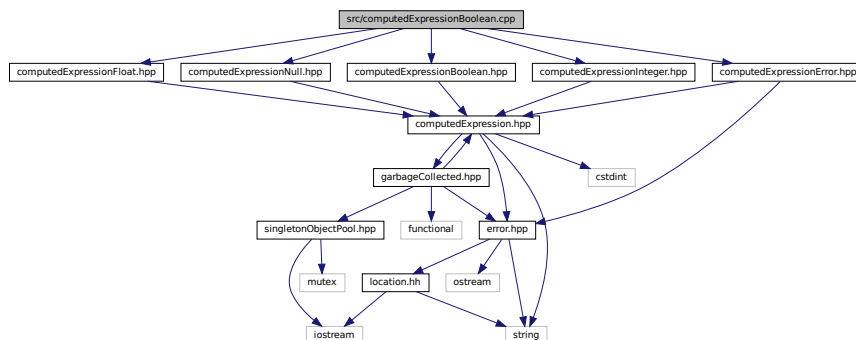 src/computedExpressionBoolean.cpp
computedExpressionFloat.hpp
computedExpressionNull.hpp
computedExpressionBoolean.hpp
computedExpressionInteger.hpp
computedExpressionError.hpp
computedExpression.hpp
garbageCollected.hpp
cstdint
singletonObjectPool.hpp
functional
error.hpp
mutex
location.hh
ostream
iostream
string